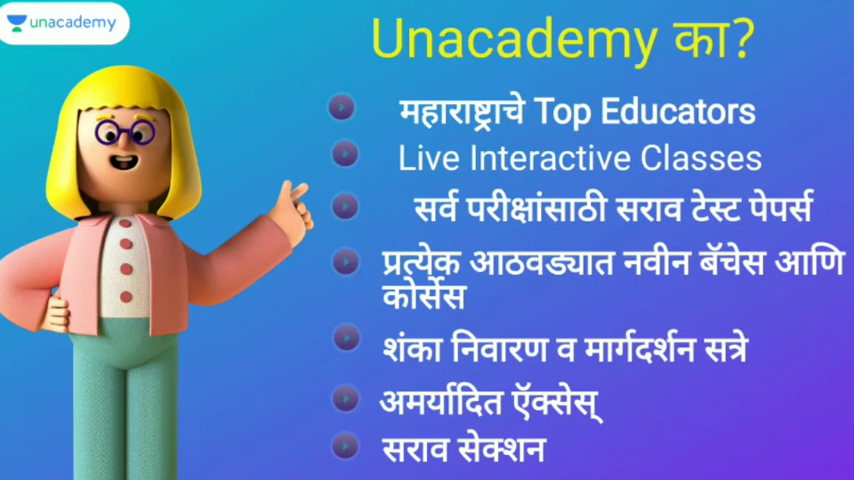 unacademy
Unacademy का?
महाराष्ट्राचे Top Educators
Live Interactive Classes
सर्व परीक्षांसाठी सराव टेस्ट पेपर्स
प्रत्येक आठवड्यात नवीन बॅचेस आणि
कोर्सेस
शंका निवारण व मार्गदर्शन सत्रे
अमर्यादित ऍक्सेस्
सराव सेक्शन